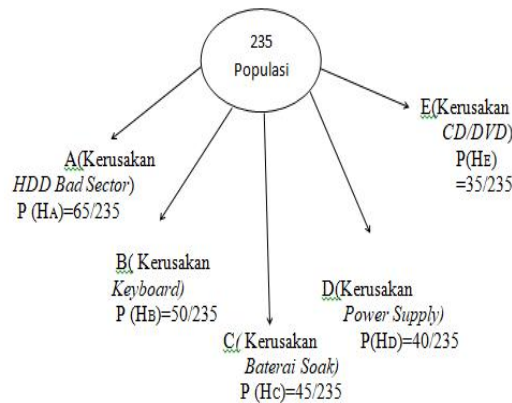 235
Populasi
A(Kerusakan
HDD Bad Sector)
P (HA)=65/235
B( Kerusakan
Keyboard)
P (HB)=50/235
C( Kerusakan
Baterai Soak)
P (HC)=45/235
D(Kerusakan
Power Supply)
P(HD)=40/235
E(Kerusakan
CD/DVD)
P(HE)
=35/235